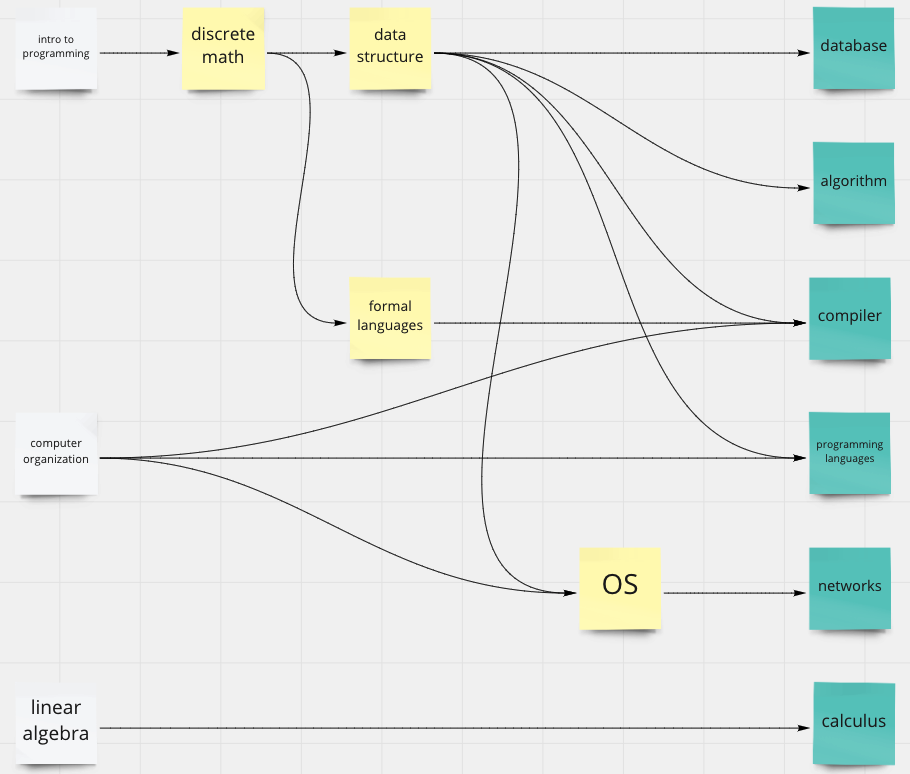 intro to
programming
discrete
math
data
structure
database
algorithm
formal
languages
compiler
computer
organization
programming
languages
OS
networks
linear
algebra
calculus